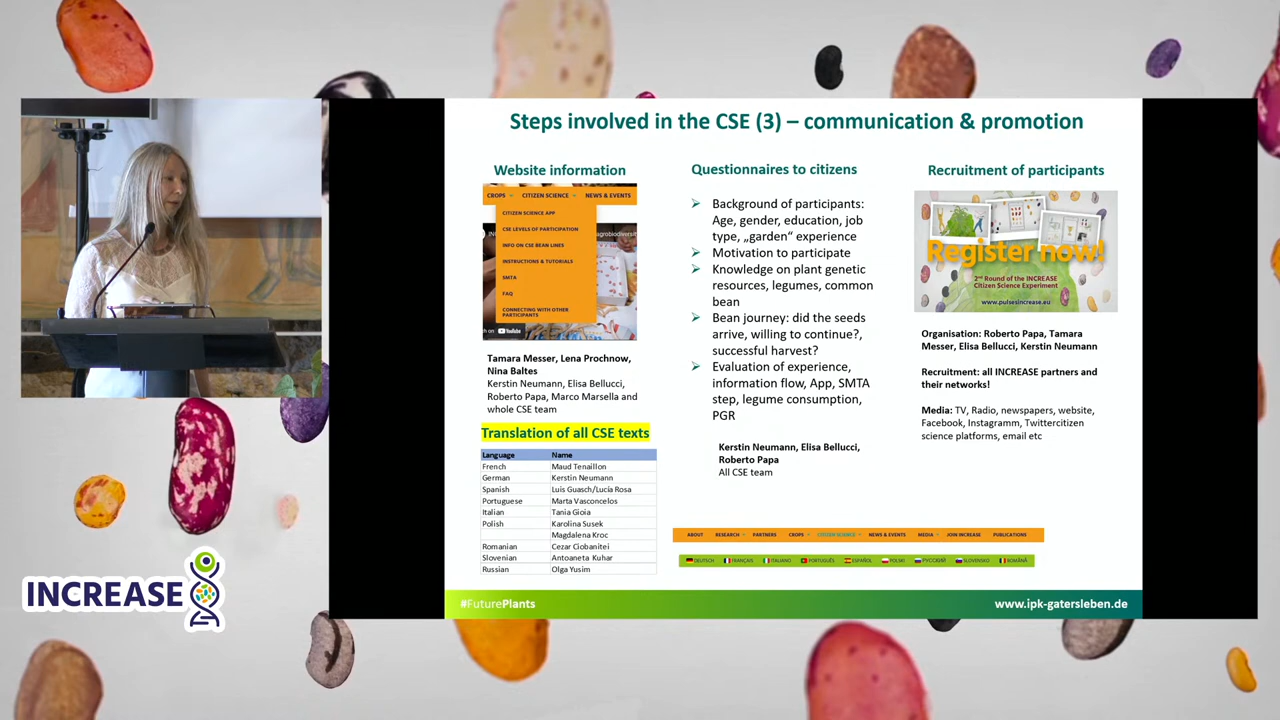 Steps involved in the CSE (3) – communication & promotion
Website information
CROPS
CITIZEN SCIENCE
NEWS & EVENTS
CITIZEN SCIENCE APP
CSE LEVELS OF PARTICIPATION
INFO ON CSE BEAN LINES
INSTRUCTIONS & TUTORIALS
SMTA
FAQ
CONNECTING WITH OTHER
PARTICIPANTS
agrobiodiversit
YouTube
Tamara Messer, Lena Prochnow,
Nina Baltes
Kerstin Neumann, Elisa Bellucci,
Roberto Papa, Marco Marsella and
whole CSE team
Translation of all CSE texts
Language Name
French Maud Tenaillon
German Kerstin Neumann
Spanish Luis Guasch/Lucía Rosa
Portuguese Marta Vasconcelos
Italian Tania Gioia
Polish Karolina Susek
Magdalena Kroc
Romanian Cezar Ciobanitei
Slovenian Antoaneta Kuhar
Russian Olga Yusim
Questionnaires to citizens
Background of participants:
Age, gender, education, job
type, „garden“ experience
Motivation to participate
Knowledge on plant genetic
resources, legumes, common
bean
Bean journey: did the seeds
arrive, willing to continue?,
successful harvest?
Evaluation of experience,
information flow, App, SMTA
step, legume consumption,
PGR
Kerstin Neumann, Elisa Bellucci,
Roberto Papa
All CSE team
Recruitment of participants
Register now!
2nd Round of the INCREASE
Citizen Science Experiment
www.pulsesincrease.eu
Organisation: Roberto Papa, Tamara
Messer, Elisa Bellucci, Kerstin Neumann
Recruitment: all INCREASE partners and
their networks!
Media: TV, Radio, newspapers, website,
Facebook, Instagramm, Twittercitizen
science platforms, email etc
ABOUT RESEARCH PARTNERS CROPS CITIZEN SCIENCE NEWS & EVENTS MEDIA JOIN INCREASE PUBLICATIONS
DEUTSCH FRANÇAIS ITALIANO PORTUGUÊS ESPAÑOL POLSKI РУССКИЙ SLOVENSKO ROMÂNĂ
#FuturePlants
www.ipk-gatersleben.de
INCREASE